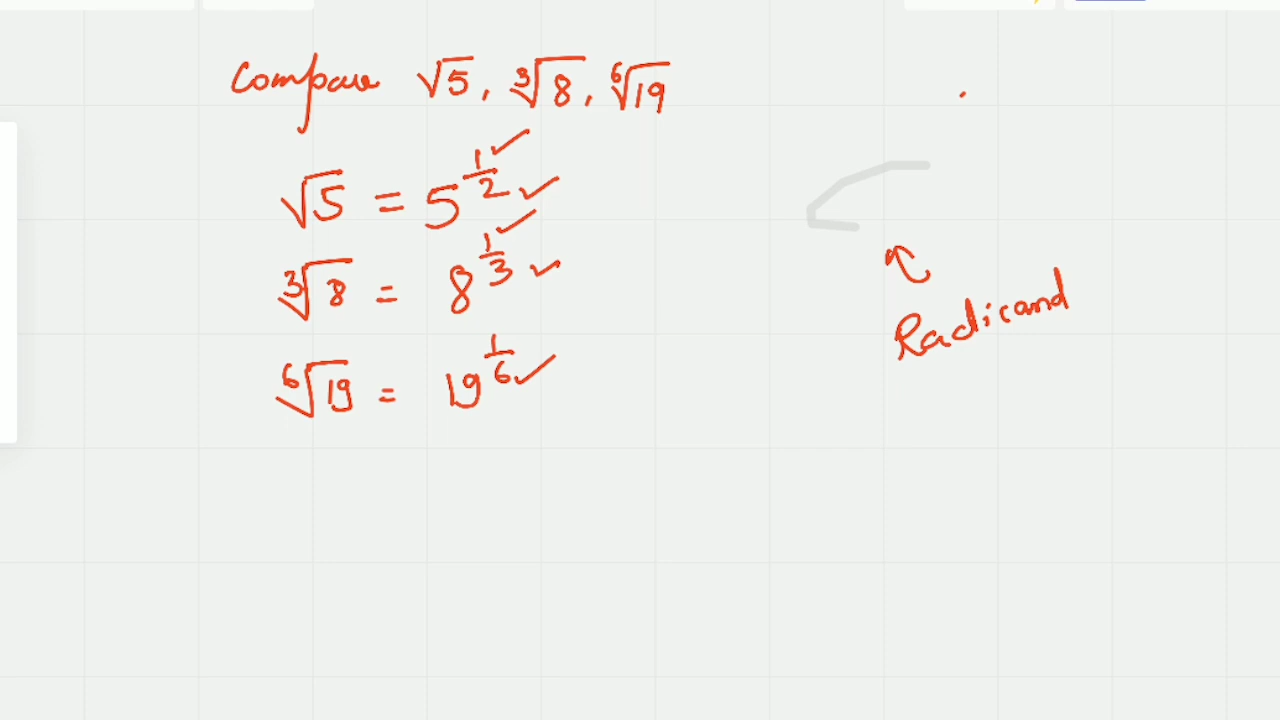 Compare √5, ∛8, ⁶√19
√5 = 5^(1/2) ✓ ✓
∛8 = 8^(1/3) ✓ ✓
⁶√19 = 19^(1/6) ✓
Radicand